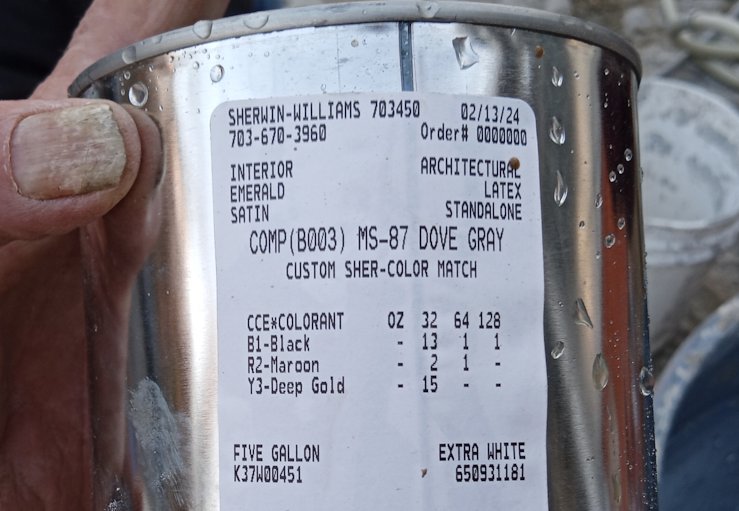 SHERWIN-WILLIAMS 703450 02/13/24
703-670-3960 Order# 0000000
INTERIOR ARCHITECTURAL
EMERALD LATEX
SATIN STANDALONE
COMP(B003) MS-87 DOVE GRAY
CUSTOM SHER-COLOR MATCH
CCE*COLORANT OZ 32 64 128
B1-Black - 13 1 1
R2-Maroon - 2 1 -
Y3-Deep Gold - 15 - -
FIVE GALLON EXTRA WHITE
K37W00451 650931181